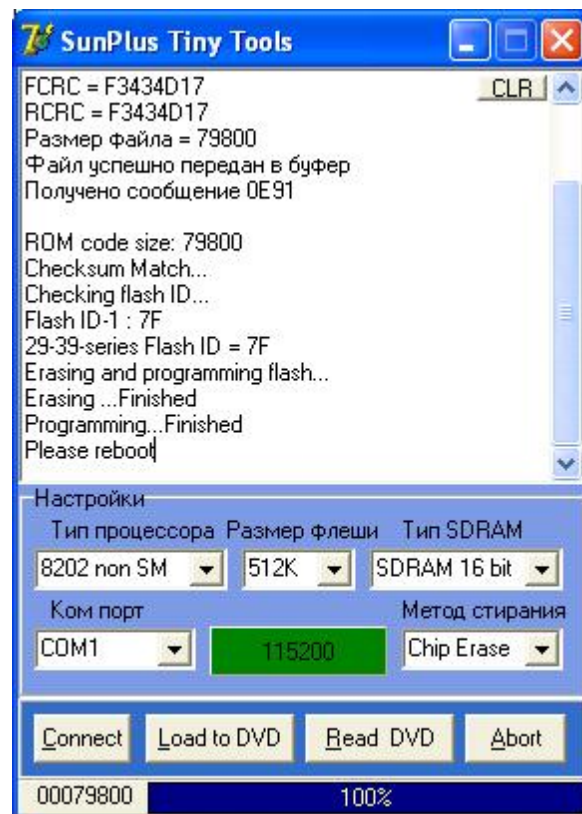 SunPlus Tiny Tools
CLR
FCRC = F3434D17
RCRC = F3434D17
Размер файла = 79800
Файл успешно передан в буфер
Получено сообщение 0E91
ROM code size: 79800
Checksum Match...
Checking flash ID...
Flash ID-1 : 7F
29-39-series Flash ID = 7F
Erasing and programming flash...
Erasing ...Finished
Programming...Finished
Please reboot
Настройки
Тип процессора Размер флеши Тип SDRAM
8202 non SM 512K SDRAM 16 bit
Ком порт Метод стирания
COM1 115200 Chip Erase
Connect Load to DVD Read DVD Abort
00079800 100%